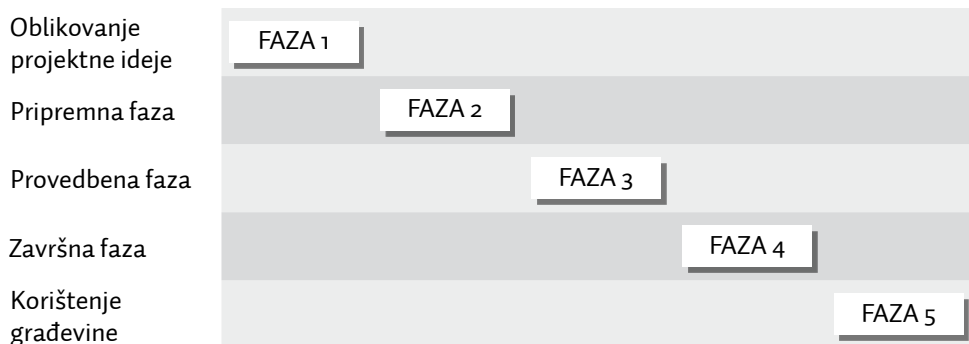 Oblikovanje
projektne ideje
FAZA 1
Pripremna faza
FAZA 2
Provedbena faza
FAZA 3
Završna faza
FAZA 4
Korištenje
građevine
FAZA 5